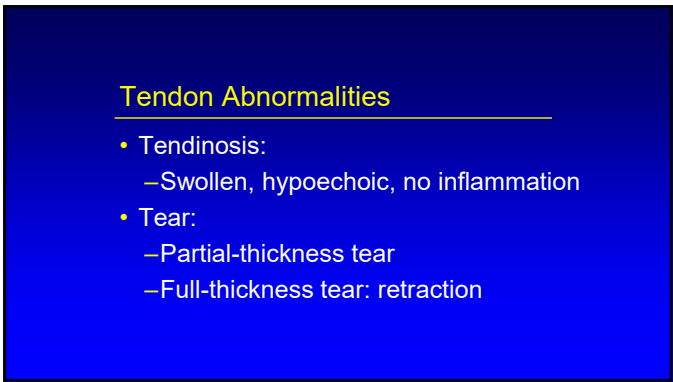 Tendon Abnormalities
• Tendinosis:
–Swollen, hypoechoic, no inflammation
• Tear:
–Partial-thickness tear
–Full-thickness tear: retraction